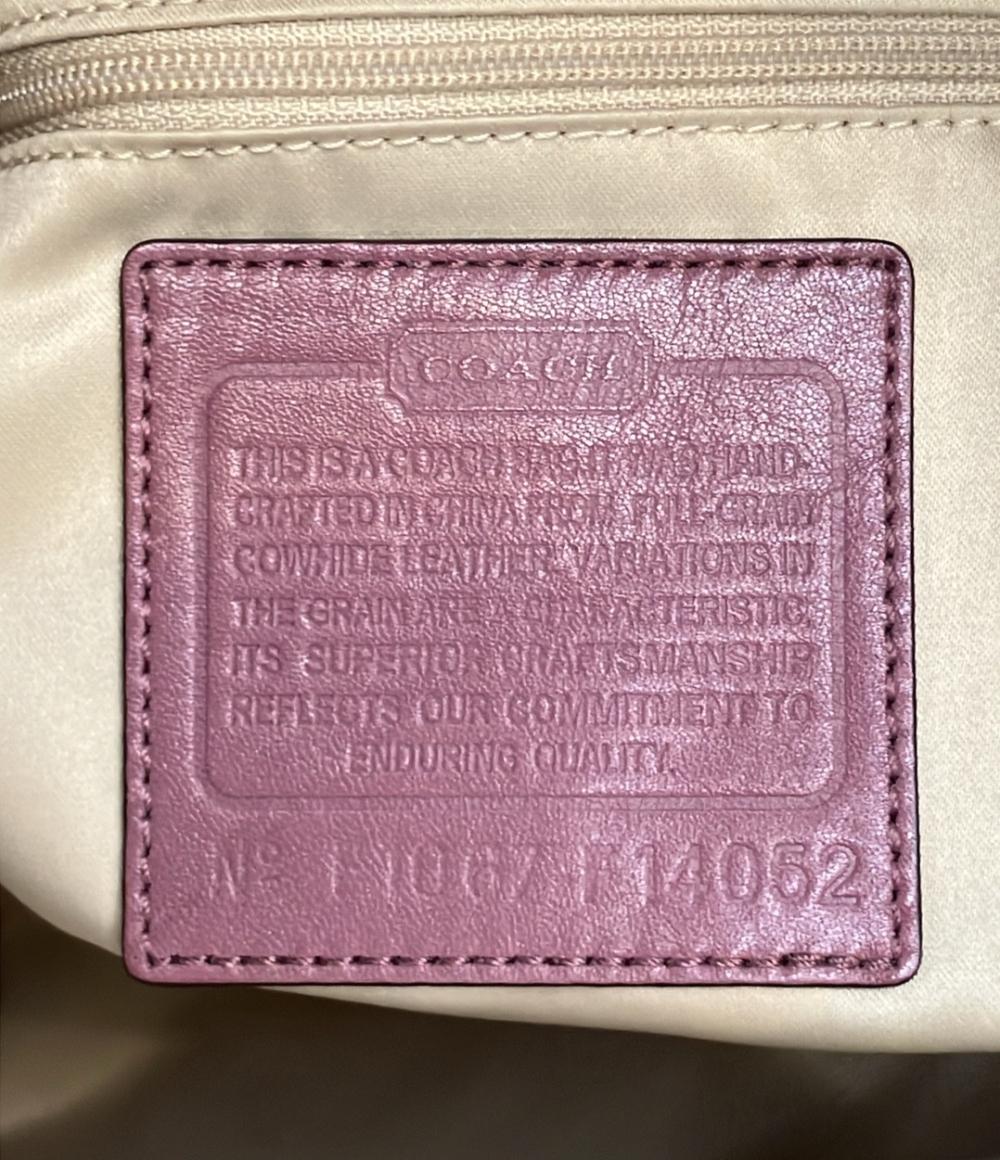 COACH
THIS IS A COACH BAG. IT WAS HAND-
CRAFTED IN CHINA FROM FULL-GRAIN
COWHIDE LEATHER. VARIATIONS IN
THE GRAIN ARE A CHARACTERISTIC.
ITS SUPERIOR CRAFTSMANSHIP
REFLECTS OUR COMMITMENT TO
ENDURING QUALITY.
Nº F14052